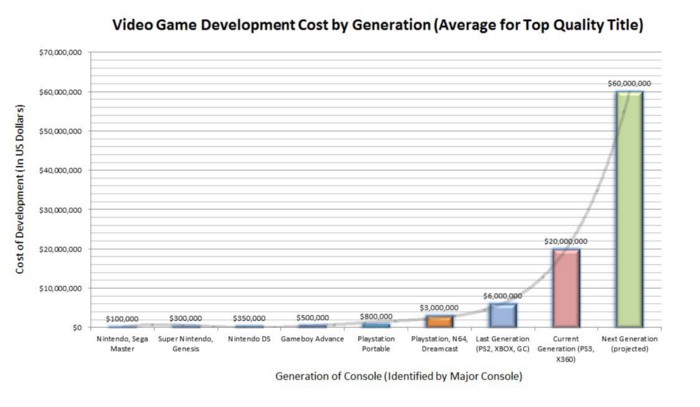 Video Game Development Cost by Generation (Average for Top Quality Title)
$70,000,000
$60,000,000
$50,000,000
$40,000,000
$30,000,000
$20,000,000
$10,000,000
$0
Cost of Development (In US Dollars)
$100,000
$300,000
$350,000
$500,000
$800,000
$3,000,000
$6,000,000
$20,000,000
$60,000,000
Nintendo, Sega
Master
Super Nintendo,
Genesis
Nintendo DS
Gameboy Advance
Playstation
Portable
Playstation, N64,
Dreamcast
Last Generation
(PS2, XBOX, GC)
Current
Generation (PS3,
X360)
Next Generation
(projected)
Generation of Console (Identified by Major Console)